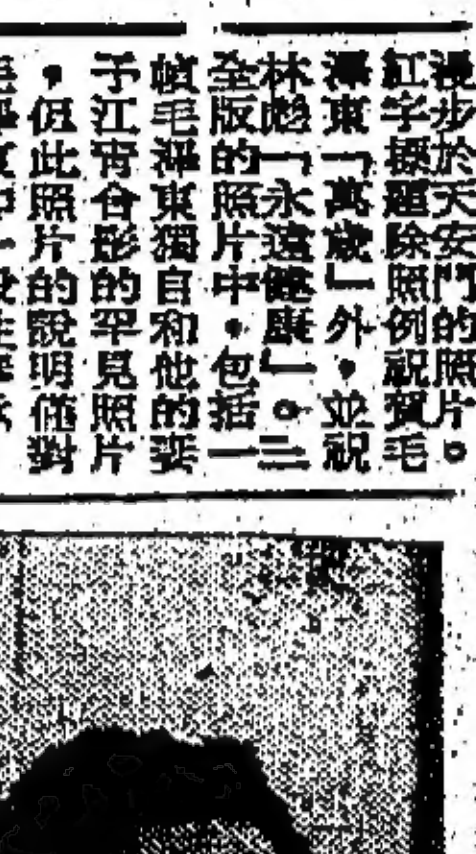 漫步於天安門的照片。
紅字標題除照例祝賀毛
澤東「萬歲」外，並祝
林彪「永遠健康」。二
全版的照片中，包括一
幀毛澤東獨自和他的妻
子江青合影的罕見照片
，但此照片的說明僅對